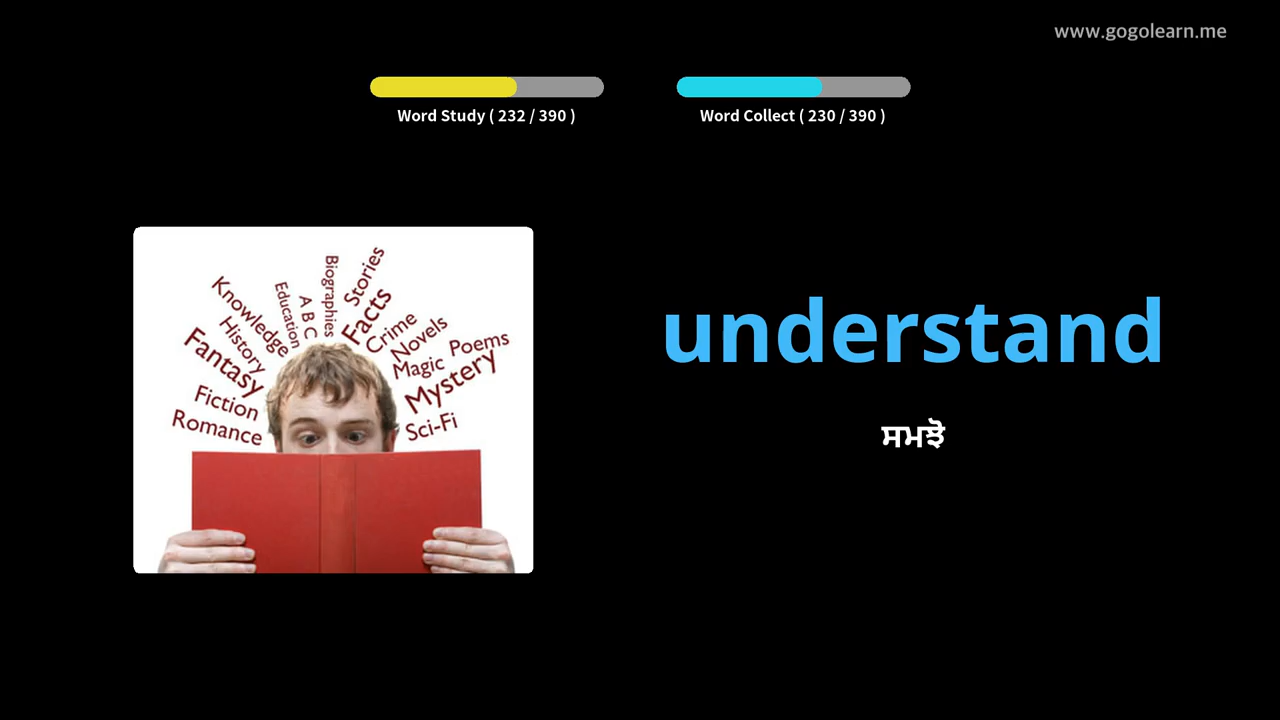 www.gogolearn.me
Word Study ( 232 / 390 )
Word Collect ( 230 / 390 )
Stories
Biographies
Education
A B C
Facts
Knowledge
History
Crime
Novels
Poems
Fantasy
Magic
Mystery
Fiction
Romance
Sci-Fi
understand
ਸਮਝੋ